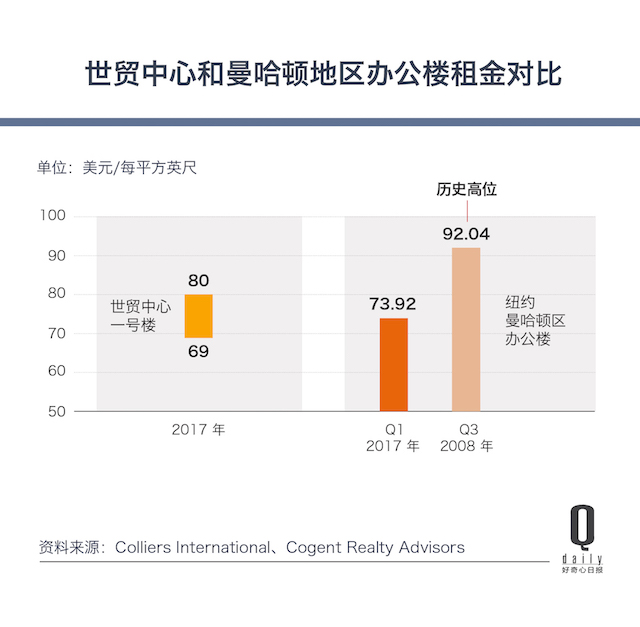 世贸中心和曼哈顿地区办公楼租金对比
单位：美元/每平方英尺
历史高位
100
90
80
70
60
50
80
世贸中心
一号楼
69
73.92
92.04
纽约
曼哈顿区
办公楼
2017 年
Q1
2017 年
Q3
2008 年
资料来源：Colliers International、Cogent Realty Advisors
Q
daily
好奇心日报